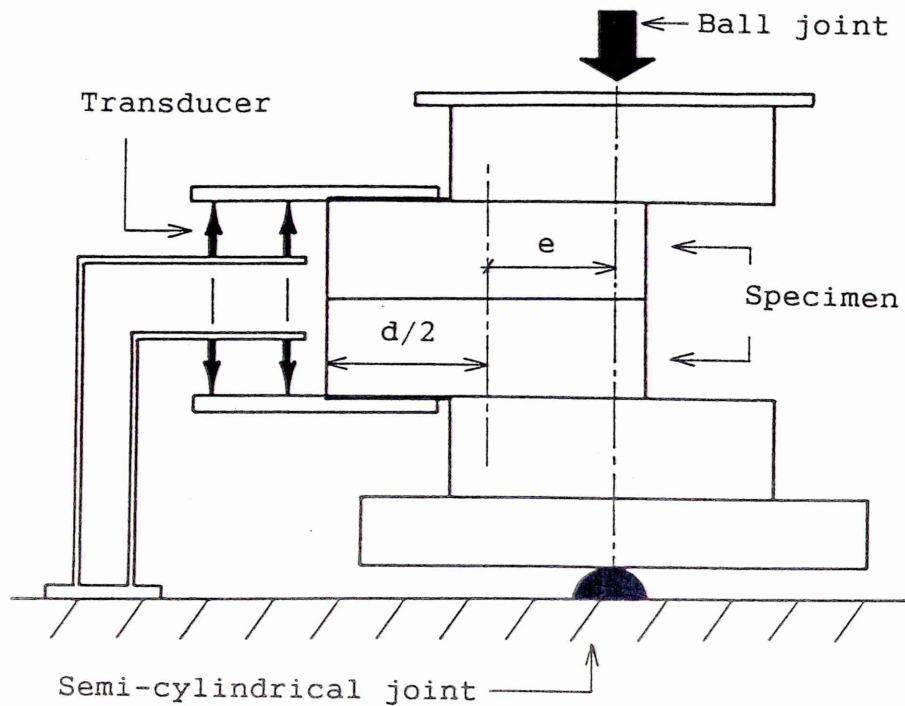 Ball joint
Transducer
e
Specimen
d/2
Semi-cylindrical joint